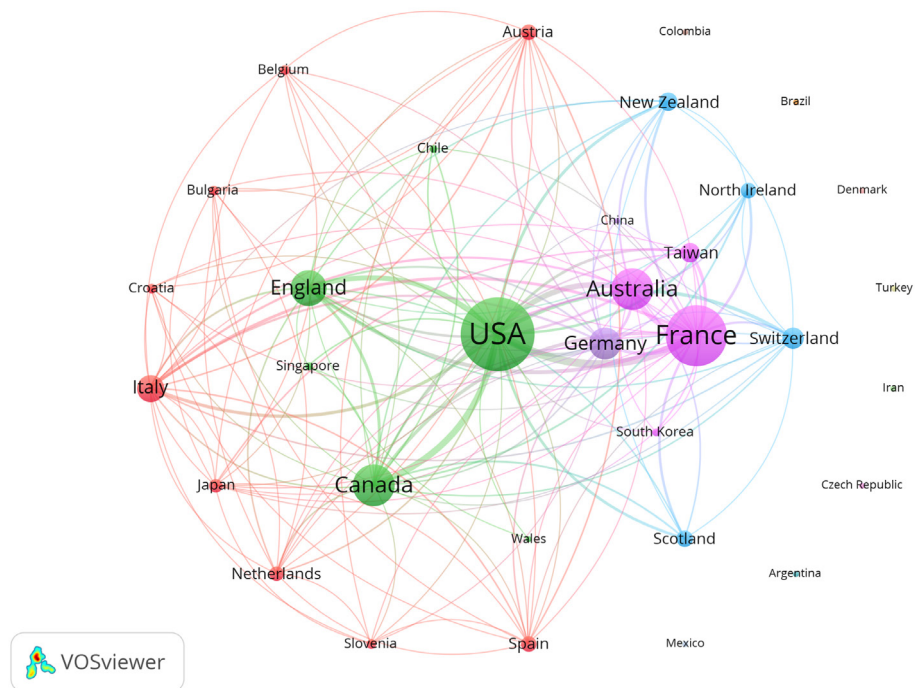 Austria
Colombia
Belgium
New Zealand
Brazil
Chile
Bulgaria
North Ireland
Denmark
China
Taiwan
Croatia
England
Australia
Turkey
USA
France
Germany
Switzerland
Singapore
Italy
Iran
South Korea
Japan
Canada
Czech Republic
Wales
Scotland
Netherlands
Argentina
Slovenia
Spain
Mexico
VOSviewer